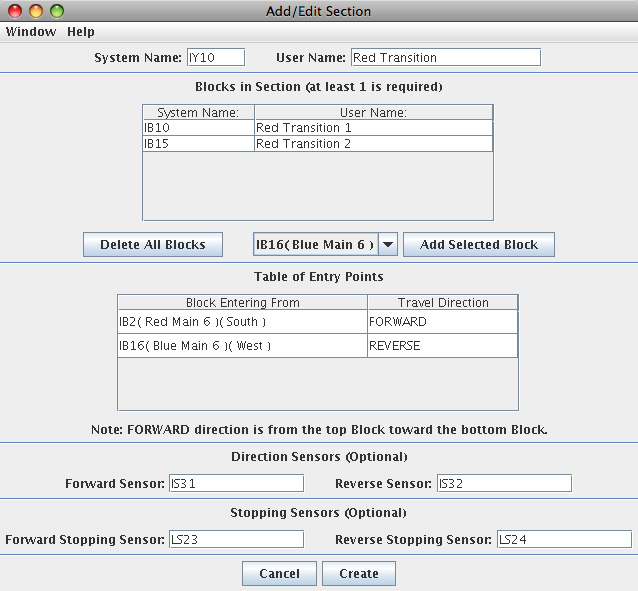 Add/Edit Section
Window Help
System Name: IY10 User Name: Red Transition
Blocks in Section (at least 1 is required)
System Name: User Name:
IB10 Red Transition 1
IB15 Red Transition 2
Delete All Blocks IB16( Blue Main 6 ) Add Selected Block
Table of Entry Points
Block Entering From Travel Direction
IB2( Red Main 6 )( South ) FORWARD
IB16( Blue Main 6 )( West ) REVERSE
Note: FORWARD direction is from the top Block toward the bottom Block.
Direction Sensors (Optional)
Forward Sensor: IS31 Reverse Sensor: IS32
Stopping Sensors (Optional)
Forward Stopping Sensor: LS23 Reverse Stopping Sensor: LS24
Cancel Create